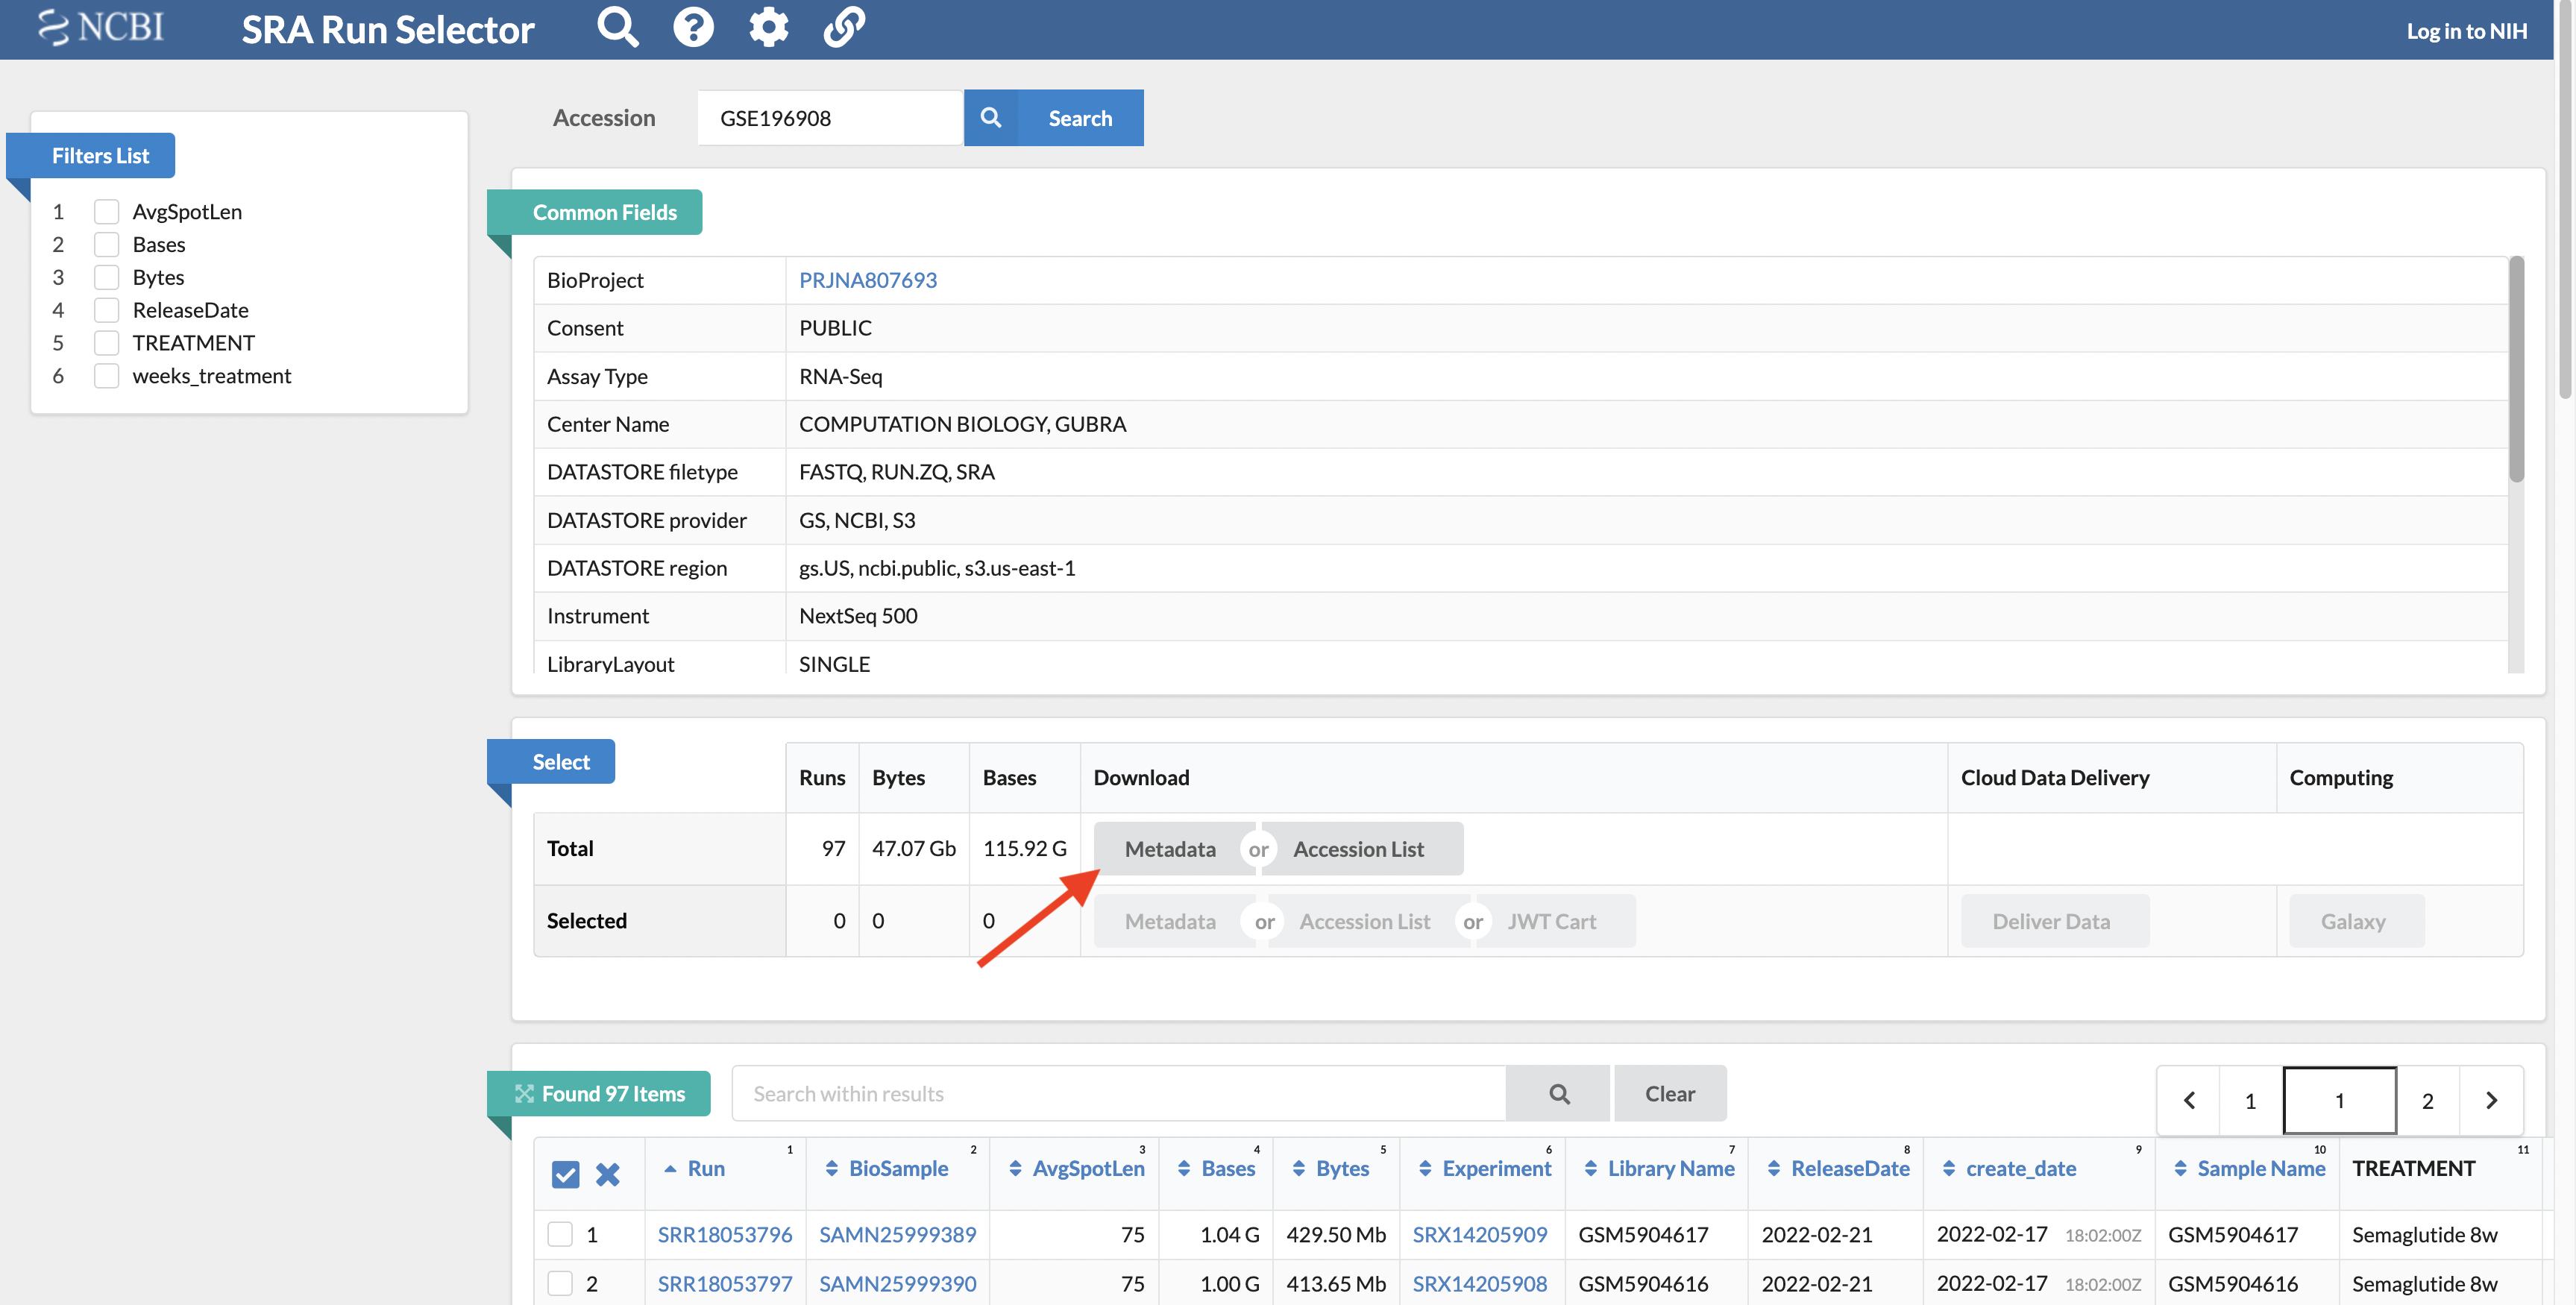 NCBI SRA Run Selector Log in to NIH
Accession GSE196908 Search
Filters List
1 AvgSpotLen
2 Bases
3 Bytes
4 ReleaseDate
5 TREATMENT
6 weeks_treatment
Common Fields
BioProject PRJNA807693
Consent PUBLIC
Assay Type RNA-Seq
Center Name COMPUTATION BIOLOGY, GUBRA
DATASTORE filetype FASTQ, RUN.ZQ, SRA
DATASTORE provider GS, NCBI, S3
DATASTORE region gs.US, ncbi.public, s3.us-east-1
Instrument NextSeq 500
LibraryLayout SINGLE
Select
Runs Bytes Bases Download Cloud Data Delivery Computing
Total 97 47.07 Gb 115.92 G Metadata or Accession List
Selected 0 0 0 Metadata or Accession List or JWT Cart Deliver Data Galaxy
Found 97 Items Search within results Clear 1 1 2
Run 1 BioSample 2 AvgSpotLen 3 Bases 4 Bytes 5 Experiment 6 Library Name 7 ReleaseDate 8 create_date 9 Sample Name 10 TREATMENT 11
1 SRR18053796 SAMN25999389 75 1.04 G 429.50 Mb SRX14205909 GSM5904617 2022-02-21 2022-02-17 18:02:00Z GSM5904617 Semaglutide 8w
2 SRR18053797 SAMN25999390 75 1.00 G 413.65 Mb SRX14205908 GSM5904616 2022-02-21 2022-02-17 18:02:00Z GSM5904616 Semaglutide 8w